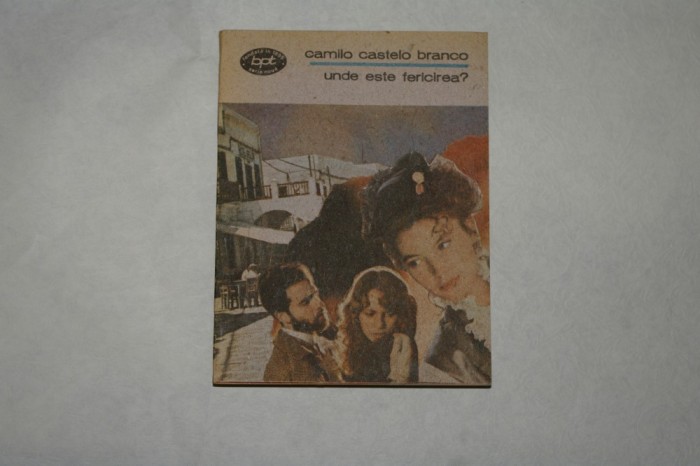 bpt
camilo castelo branco
unde este fericirea?